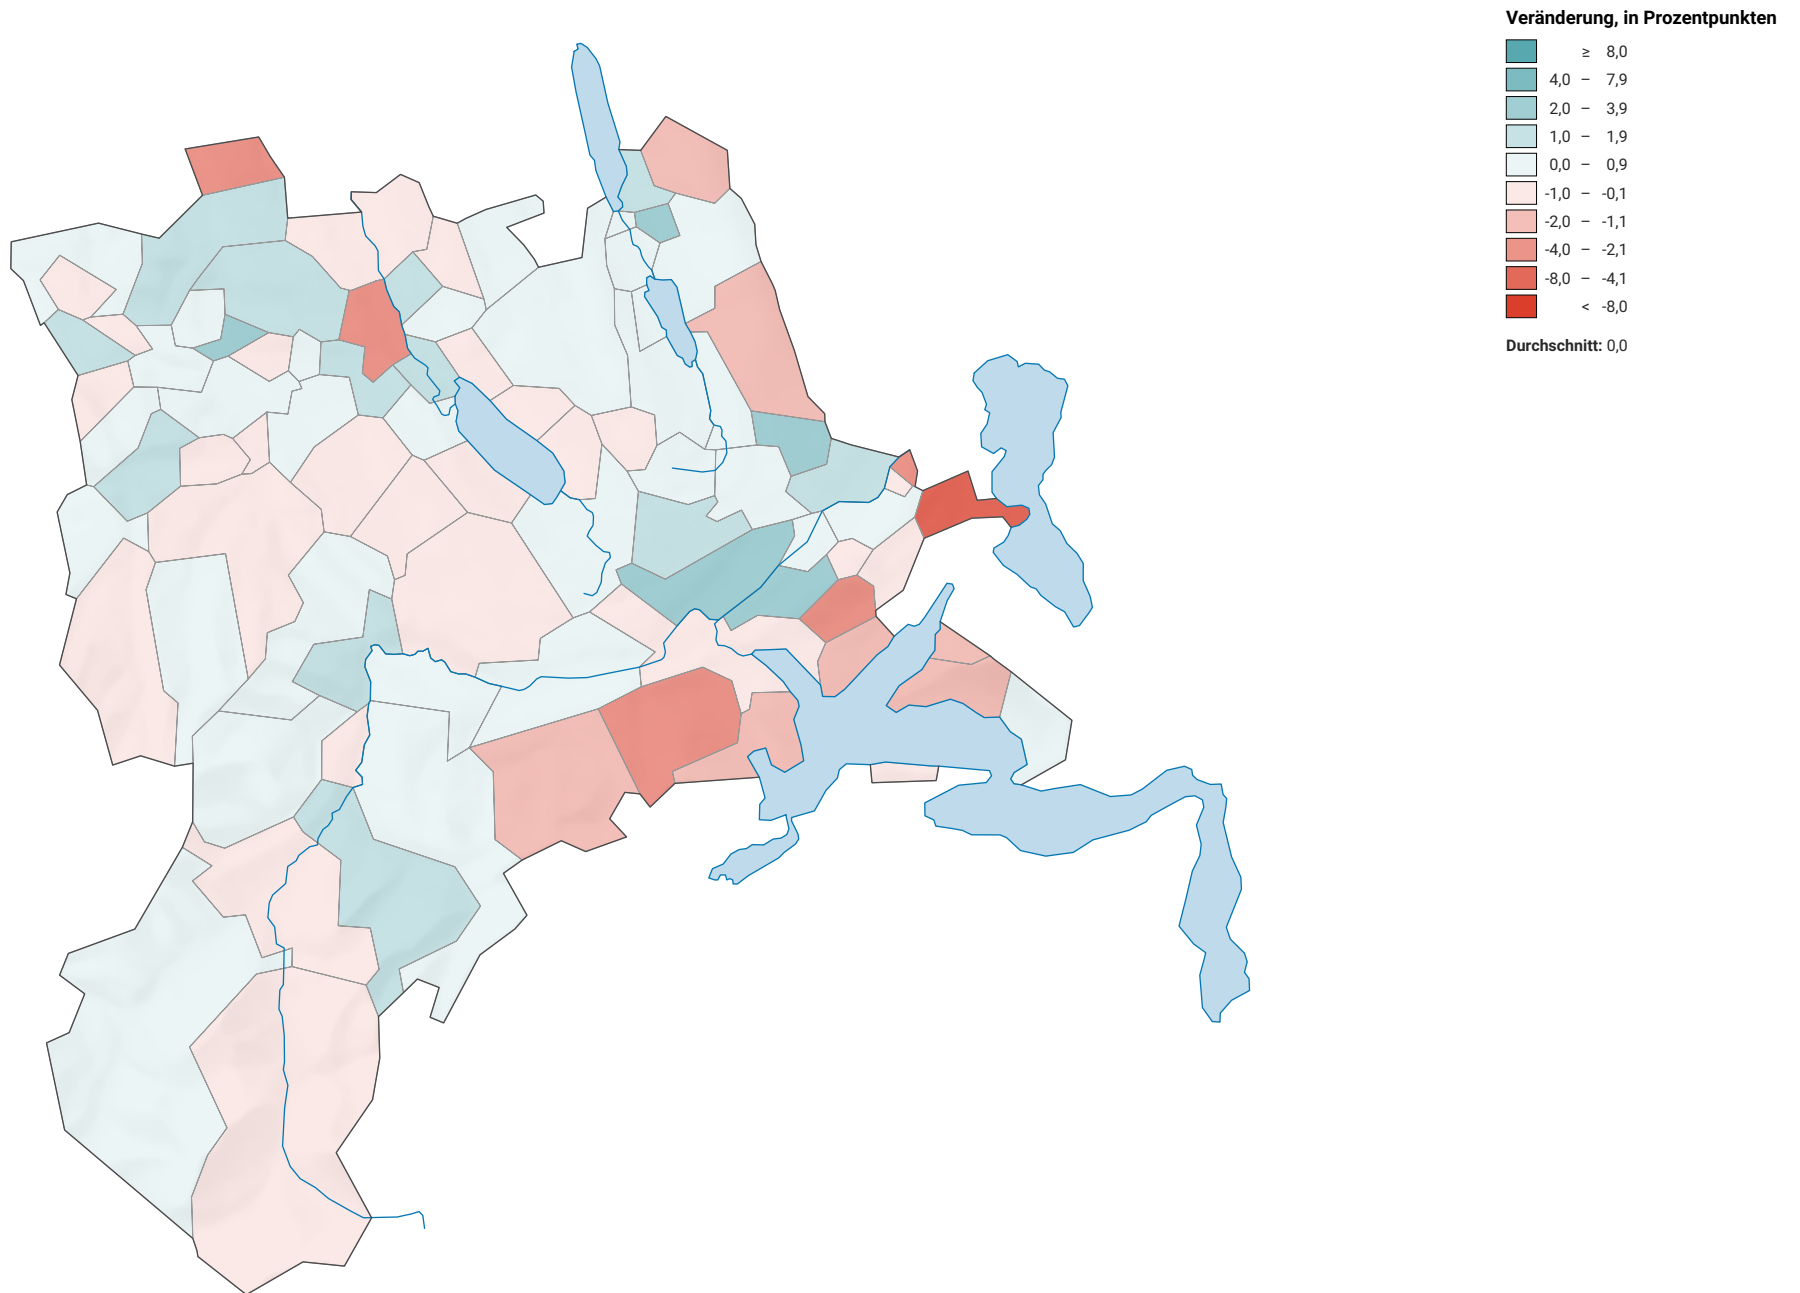 Veränderung, in Prozentpunkten
≥ 8,0
4,0 – 7,9
2,0 – 3,9
1,0 – 1,9
0,0 – 0,9
-1,0 – -0,1
-2,0 – -1,1
-4,0 – -2,1
-8,0 – -4,1
< -8,0
Durchschnitt: 0,0